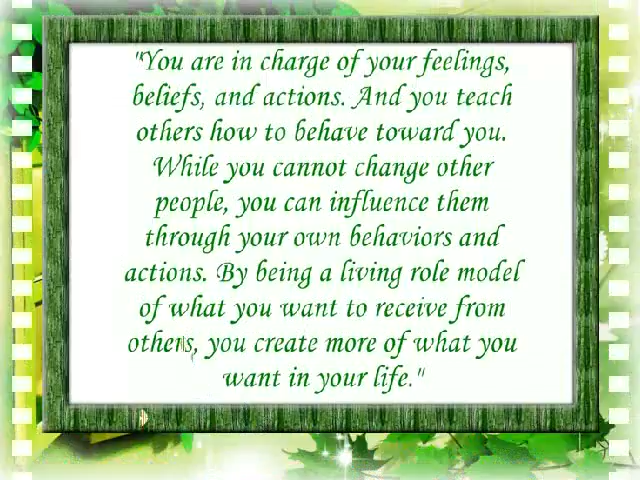 "You are in charge of your feelings,
beliefs, and actions. And you teach
others how to behave toward you.
While you cannot change other
people, you can influence them
through your own behaviors and
actions. By being a living role model
of what you want to receive from
others, you create more of what you
want in your life."